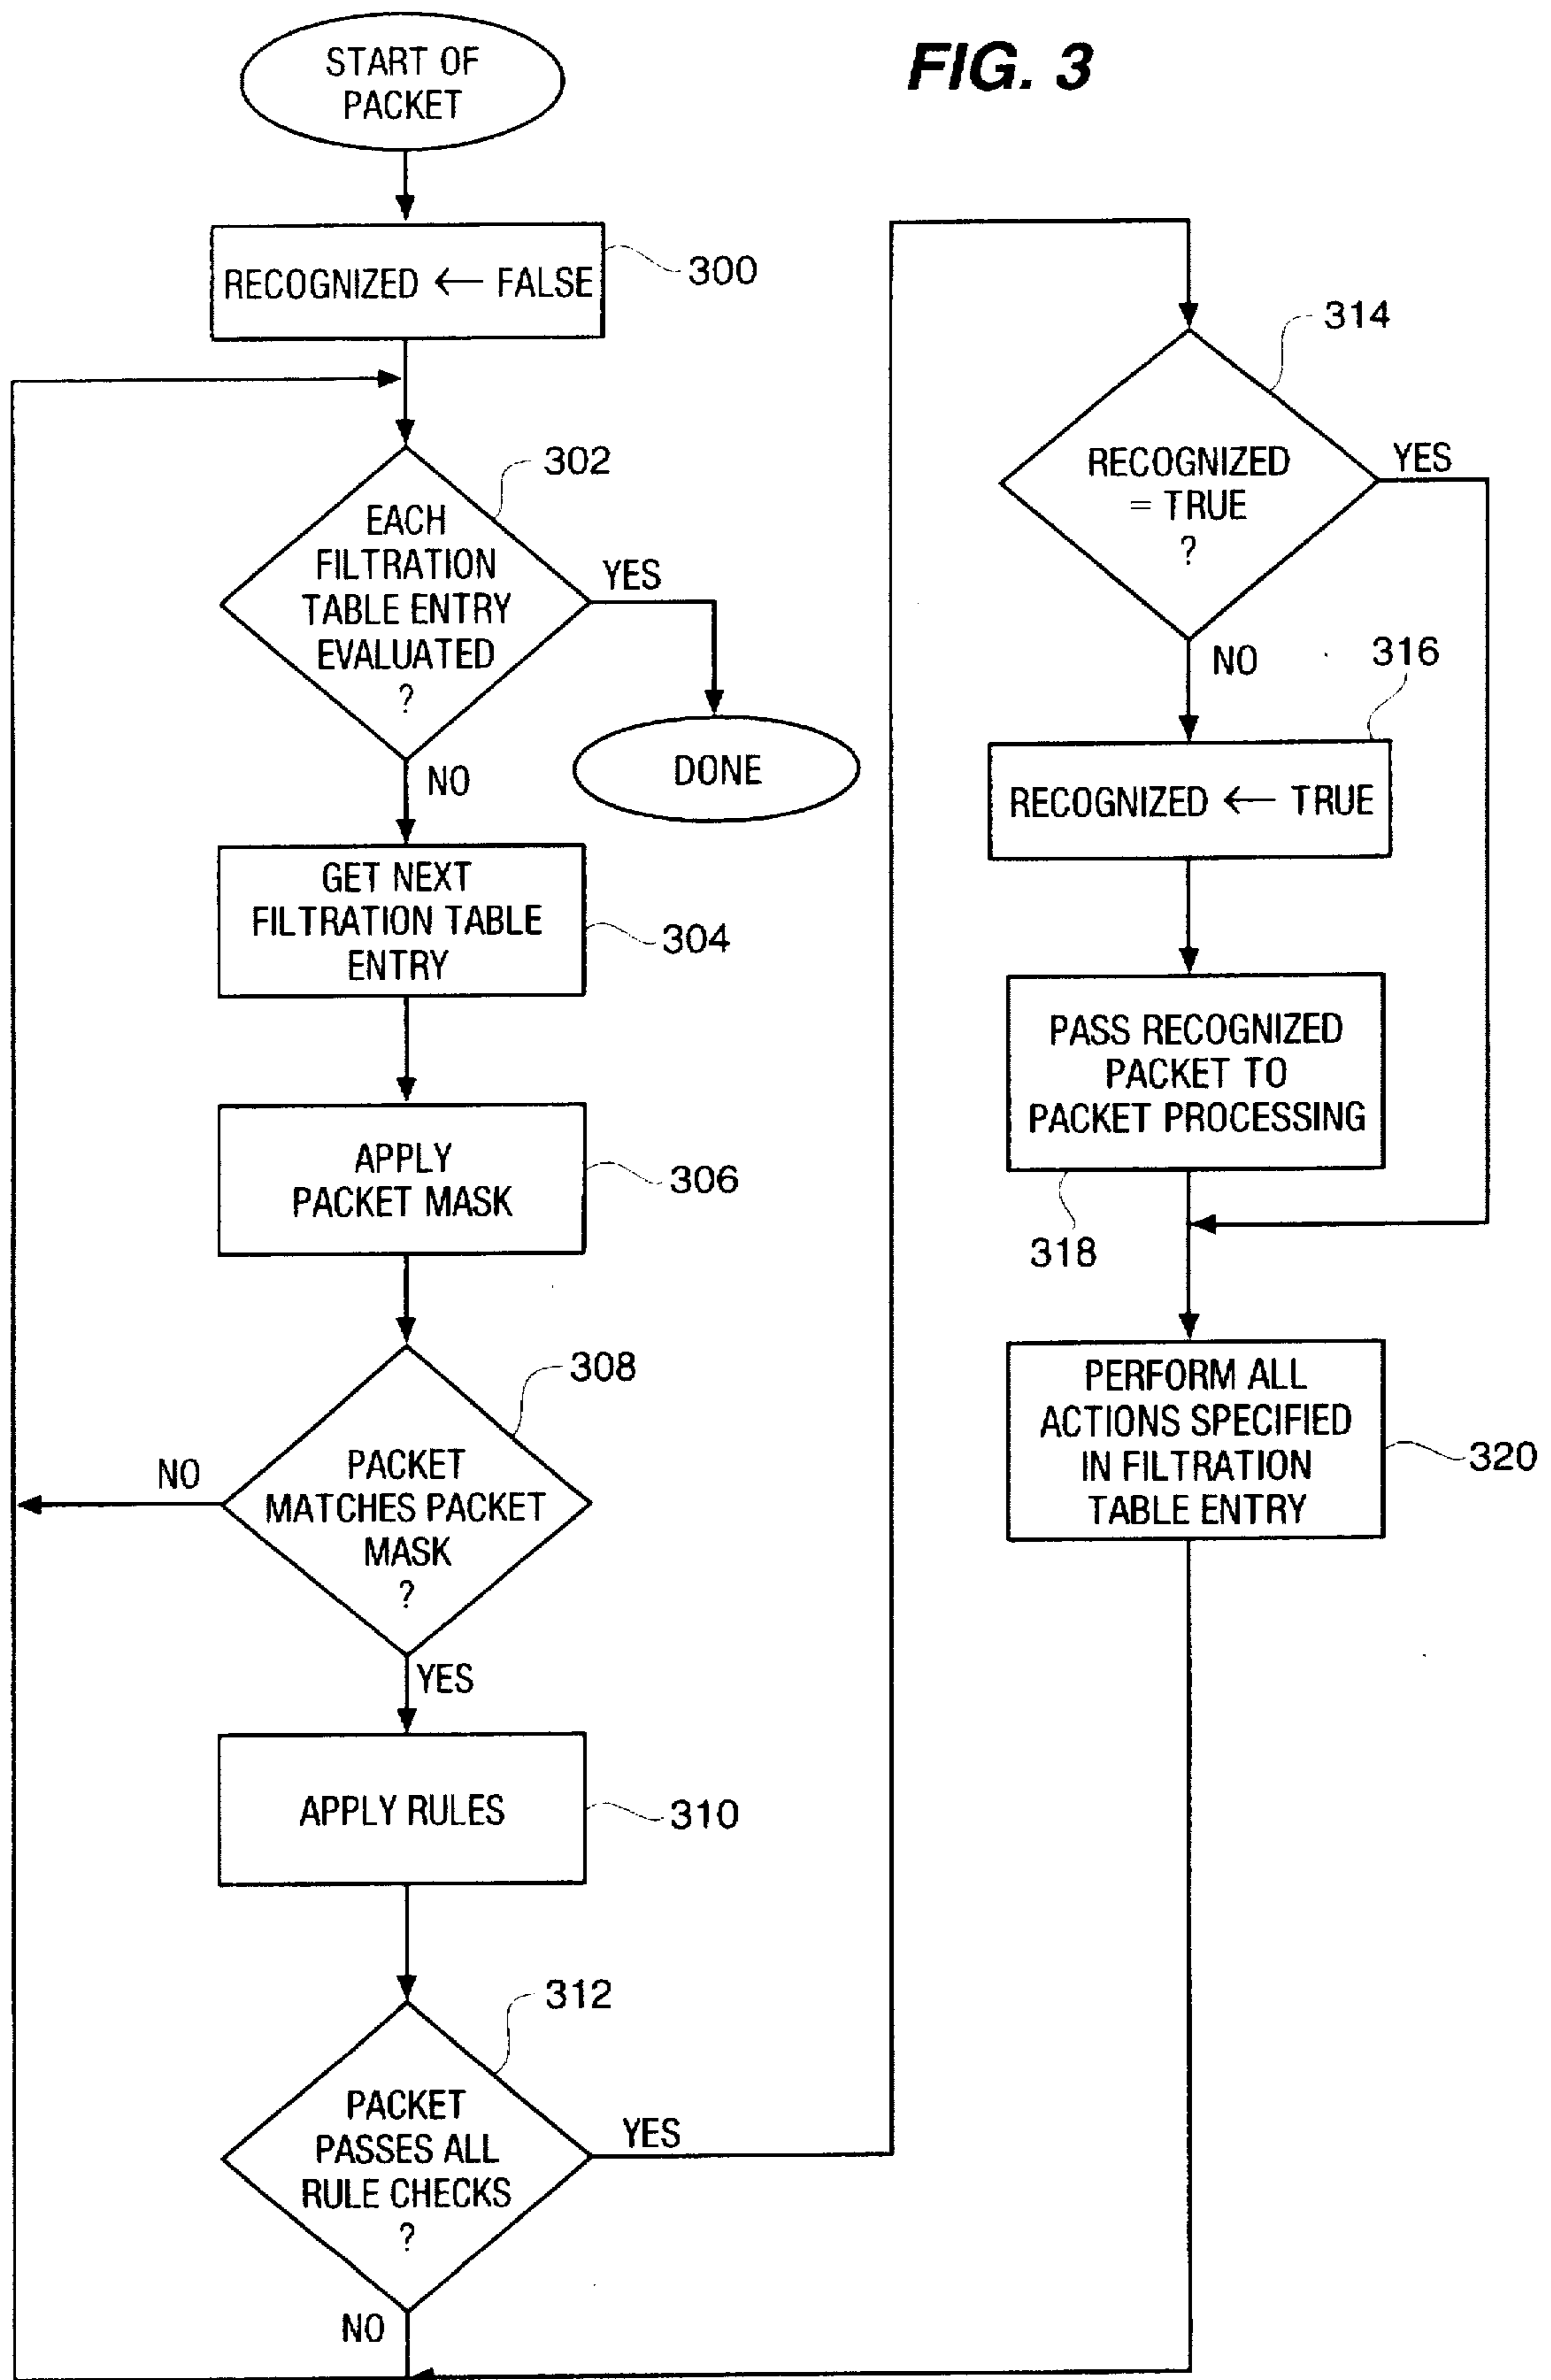 FIG. 3
START OF
PACKET
RECOGNIZED ← FALSE
300
302
EACH
FILTRATION
TABLE ENTRY
EVALUATED
?
YES
DONE
NO
GET NEXT
FILTRATION TABLE
ENTRY
304
APPLY
PACKET MASK
306
308
PACKET
MATCHES PACKET
MASK
?
NO
YES
APPLY RULES
310
312
PACKET
PASSES ALL
RULE CHECKS
?
YES
NO
314
RECOGNIZED
= TRUE
?
YES
NO
316
RECOGNIZED ← TRUE
PASS RECOGNIZED
PACKET TO
PACKET PROCESSING
318
PERFORM ALL
ACTIONS SPECIFIED
IN FILTRATION
TABLE ENTRY
320